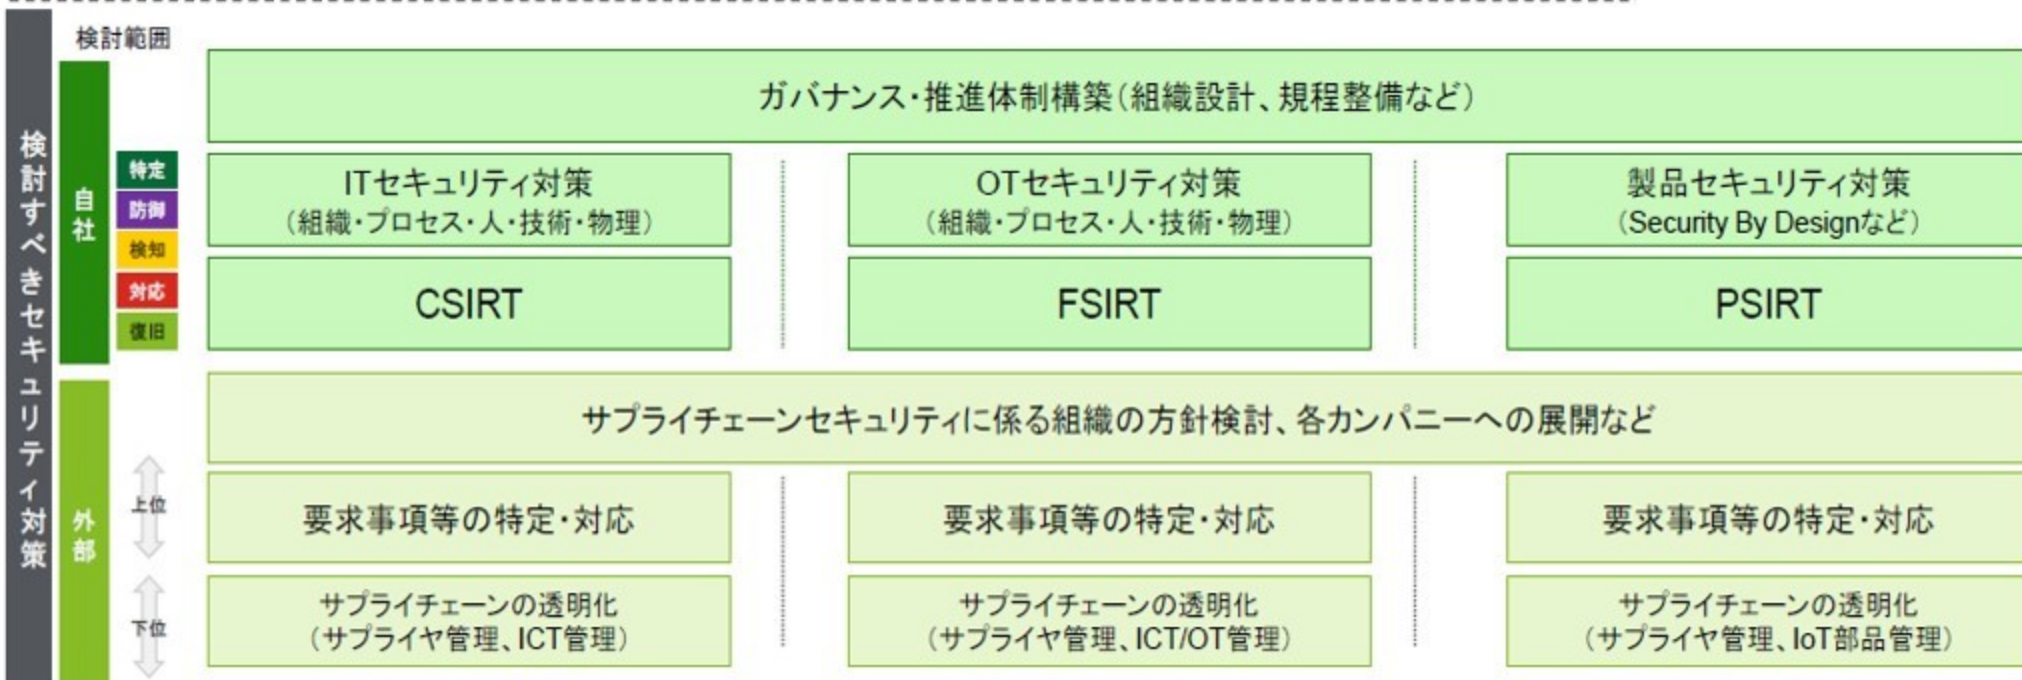 検討すべきセキュリティ対策
検討範囲
自社
ガバナンス・推進体制構築（組織設計、規程整備など）
特定
防御
検知
対応
復旧
ITセキュリティ対策
（組織・プロセス・人・技術・物理）
OTセキュリティ対策
（組織・プロセス・人・技術・物理）
製品セキュリティ対策
（Security By Designなど）
CSIRT
FSIRT
PSIRT
外部
サプライチェーンセキュリティに係る組織の方針検討、各カンパニーへの展開など
上位
要求事項等の特定・対応
要求事項等の特定・対応
要求事項等の特定・対応
下位
サプライチェーンの透明化
（サプライヤ管理、ICT管理）
サプライチェーンの透明化
（サプライヤ管理、ICT/OT管理）
サプライチェーンの透明化
（サプライヤ管理、IoT部品管理）